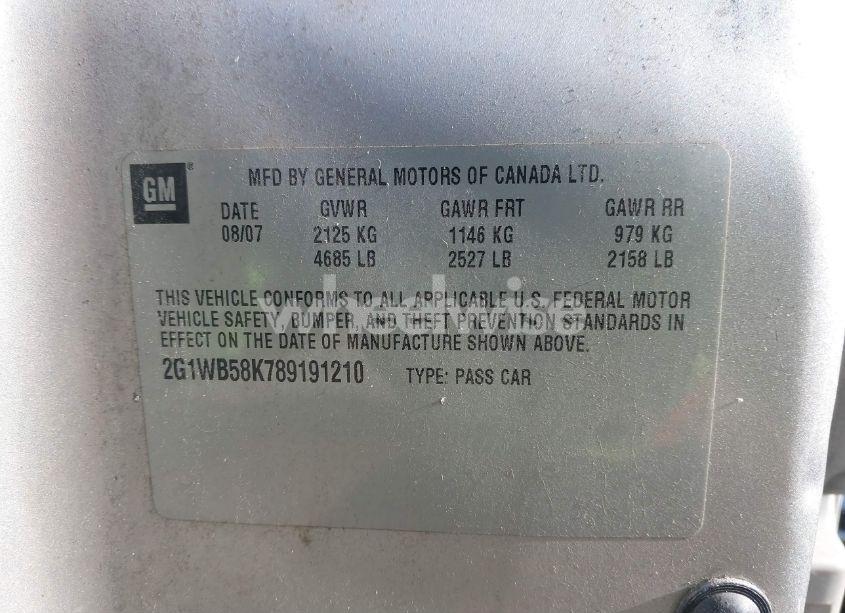 GM
MFD BY GENERAL MOTORS OF CANADA LTD.
DATE GVWR GAWR FRT GAWR RR
08/07 2125 KG 1146 KG 979 KG
4685 LB 2527 LB 2158 LB
THIS VEHICLE CONFORMS TO ALL APPLICABLE U.S. FEDERAL MOTOR
VEHICLE SAFETY, BUMPER, AND THEFT PREVENTION STANDARDS IN
EFFECT ON THE DATE OF MANUFACTURE SHOWN ABOVE.
2G1WB58K789191210 TYPE: PASS CAR